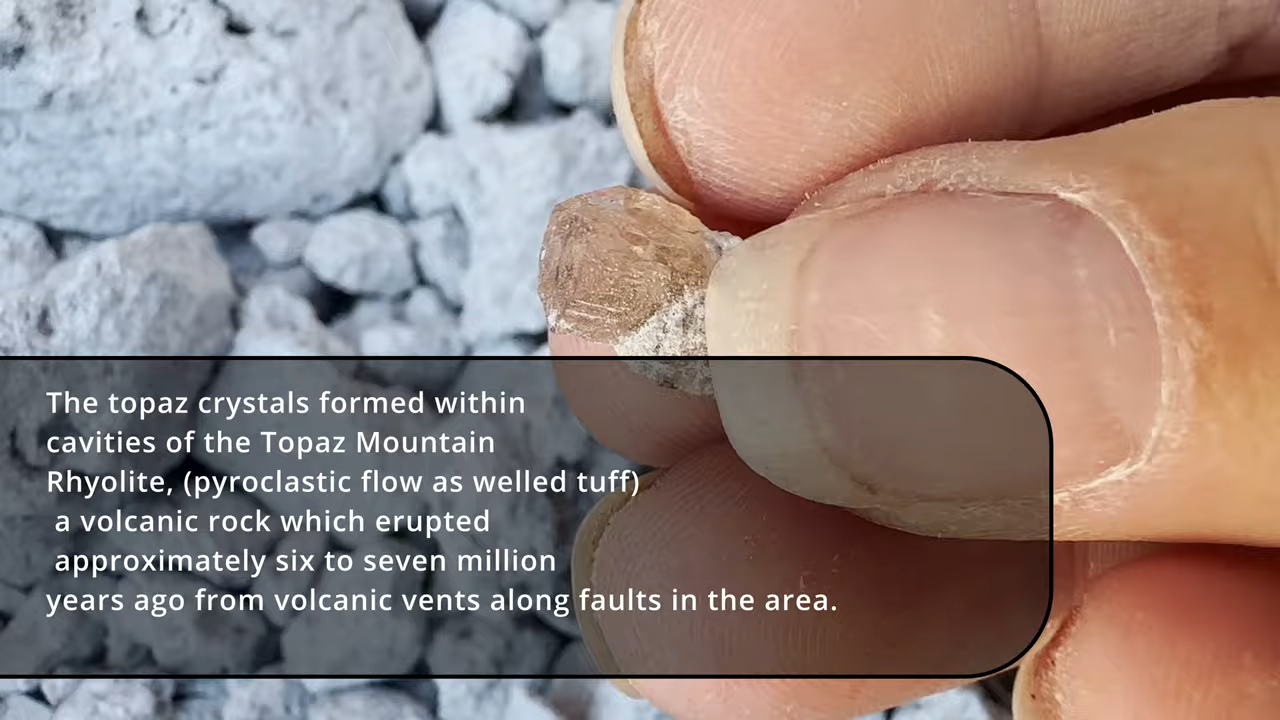 The topaz crystals formed within
cavities of the Topaz Mountain
Rhyolite, (pyroclastic flow as welled tuff)
a volcanic rock which erupted
approximately six to seven million
years ago from volcanic vents along faults in the area.